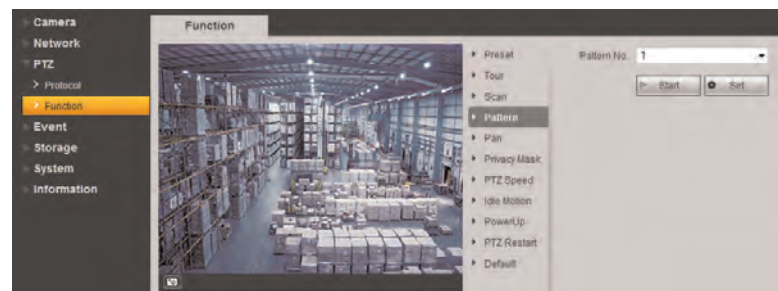 Camera
Network
PTZ
Protocol
Function
Event
Storage
System
Information
Function
Preset
Tour
Scan
Pattern
Pan
Privacy Mask
PTZ Speed
Idle Motion
PowerUp
PTZ Restart
Default
Pattern No. 1
Start Set